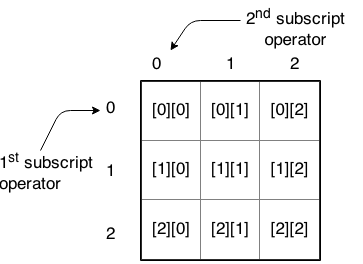 2nd subscript
operator
0 1 2
0 [0][0] [0][1] [0][2]
1st subscript
operator
1 [1][0] [1][1] [1][2]
2 [2][0] [2][1] [2][2]